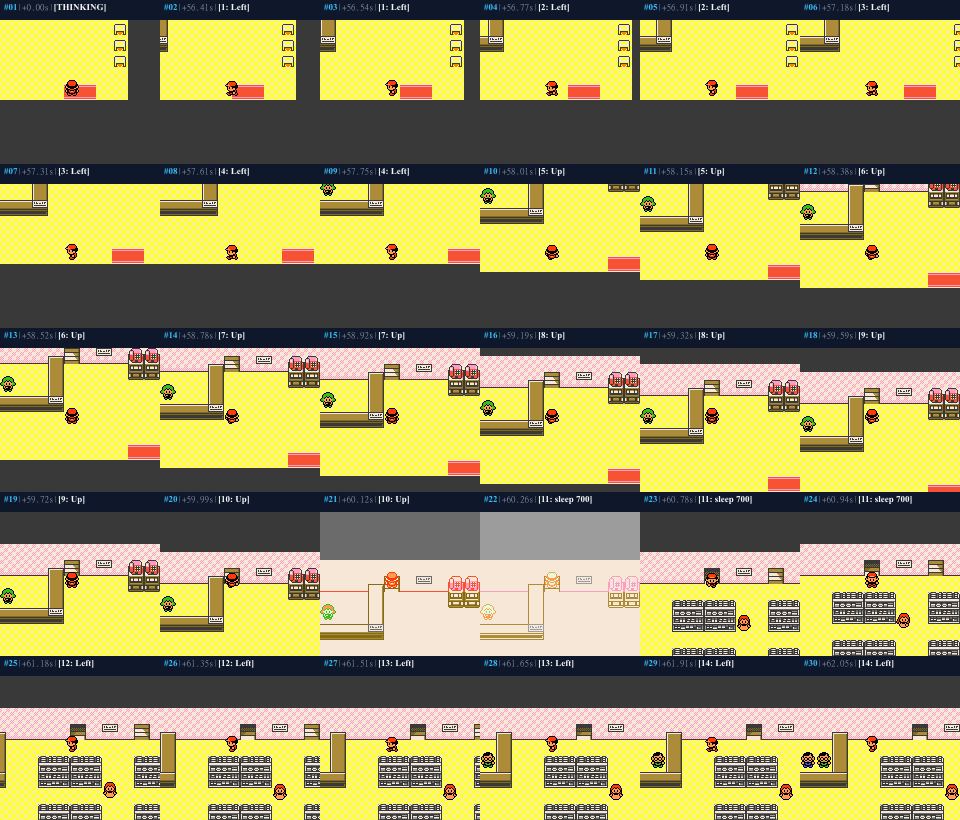 #01|+0.00s|[THINKING]
#02|+56.41s|[1: Left]
#03|+56.54s|[1: Left]
#04|+56.77s|[2: Left]
#05|+56.91s|[2: Left]
#06|+57.18s|[3: Left]
#07|+57.31s|[3: Left]
#08|+57.61s|[4: Left]
#09|+57.75s|[4: Left]
#10|+58.01s|[5: Up]
#11|+58.15s|[5: Up]
#12|+58.38s|[6: Up]
#13|+58.52s|[6: Up]
#14|+58.78s|[7: Up]
#15|+58.92s|[7: Up]
#16|+59.19s|[8: Up]
#17|+59.32s|[8: Up]
#18|+59.59s|[9: Up]
#19|+59.72s|[9: Up]
#20|+59.99s|[10: Up]
#21|+60.12s|[10: Up]
#22|+60.26s|[11: sleep 700]
#23|+60.78s|[11: sleep 700]
#24|+60.94s|[11: sleep 700]
#25|+61.18s|[12: Left]
#26|+61.35s|[12: Left]
#27|+61.51s|[13: Left]
#28|+61.65s|[13: Left]
#29|+61.91s|[14: Left]
#30|+62.05s|[14: Left]